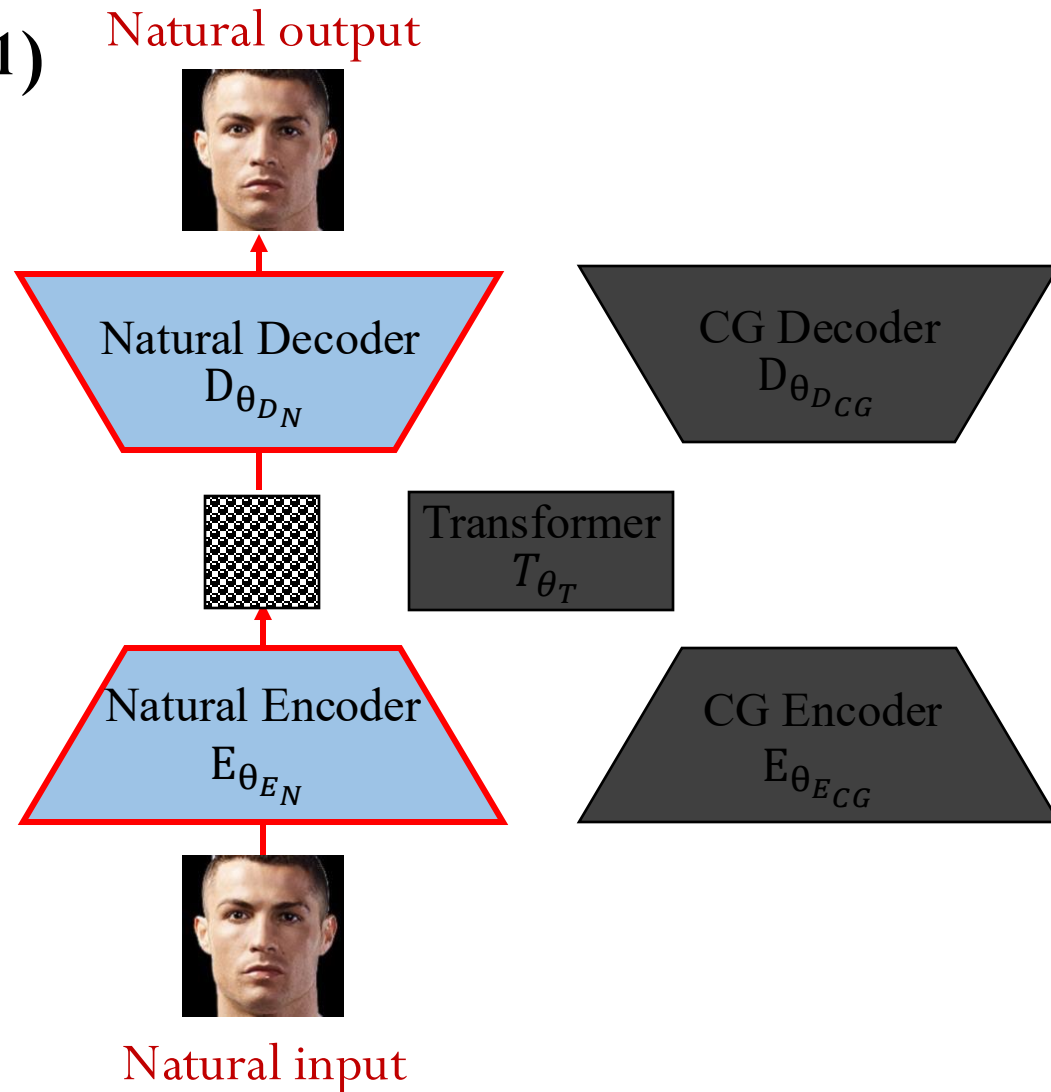 1)
Natural output
Natural Decoder
D_{θ_{D_N}}
CG Decoder
D_{θ_{D_{CG}}}
Transformer
T_{θ_T}
Natural Encoder
E_{θ_{E_N}}
CG Encoder
E_{θ_{E_{CG}}}
Natural input